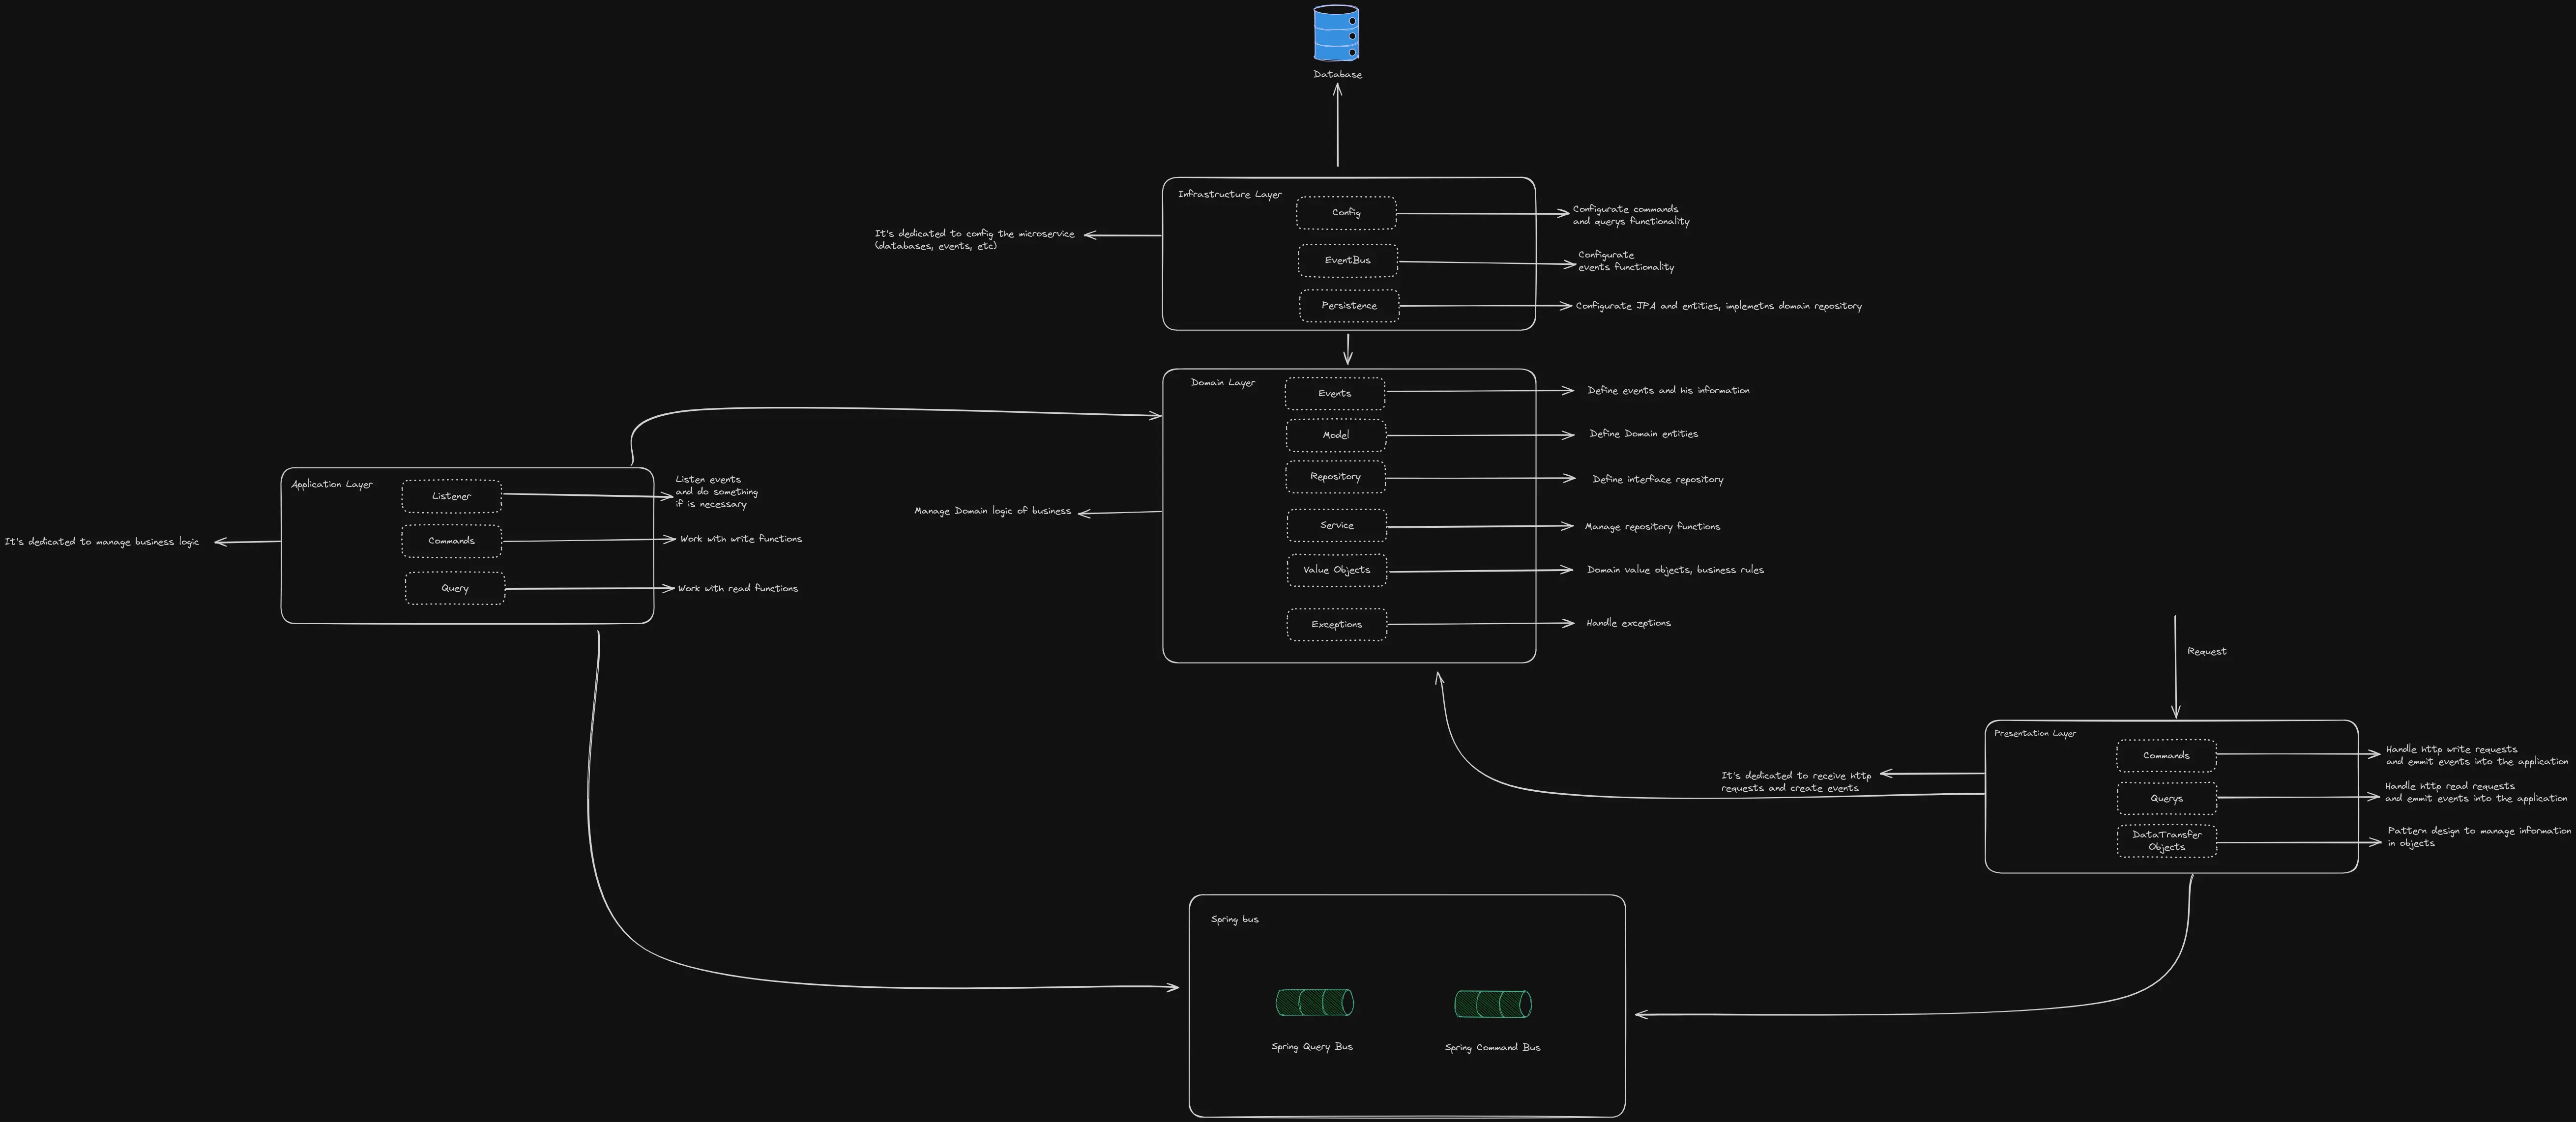 Database
Infrastructure Layer
Config
Configurate commands
and querys functionality
It's dedicated to config the microservice
(databases, events, etc)
EventBus
Configurate
events functionality
Persistence
Configurate JPA and entities, implemetns domain repository
Domain Layer
Events
Define events and his information
Model
Define Domain entities
Repository
Define interface repository
Manage Domain logic of business
Service
Manage repository functions
Value Objects
Domain value objects, business rules
Exceptions
Handle exceptions
Application Layer
Listener
Listen events
and do something
if is necessary
It's dedicated to manage business logic
Commands
Work with write functions
Query
Work with read functions
Request
Presentation Layer
Commands
Handle http write requests
and emmit events into the application
It's dedicated to receive http
requests and create events
Querys
Handle http read requests
and emmit events into the application
DataTransfer
Objects
Pattern design to manage information
in objects
Spring bus
Spring Query Bus
Spring Command Bus